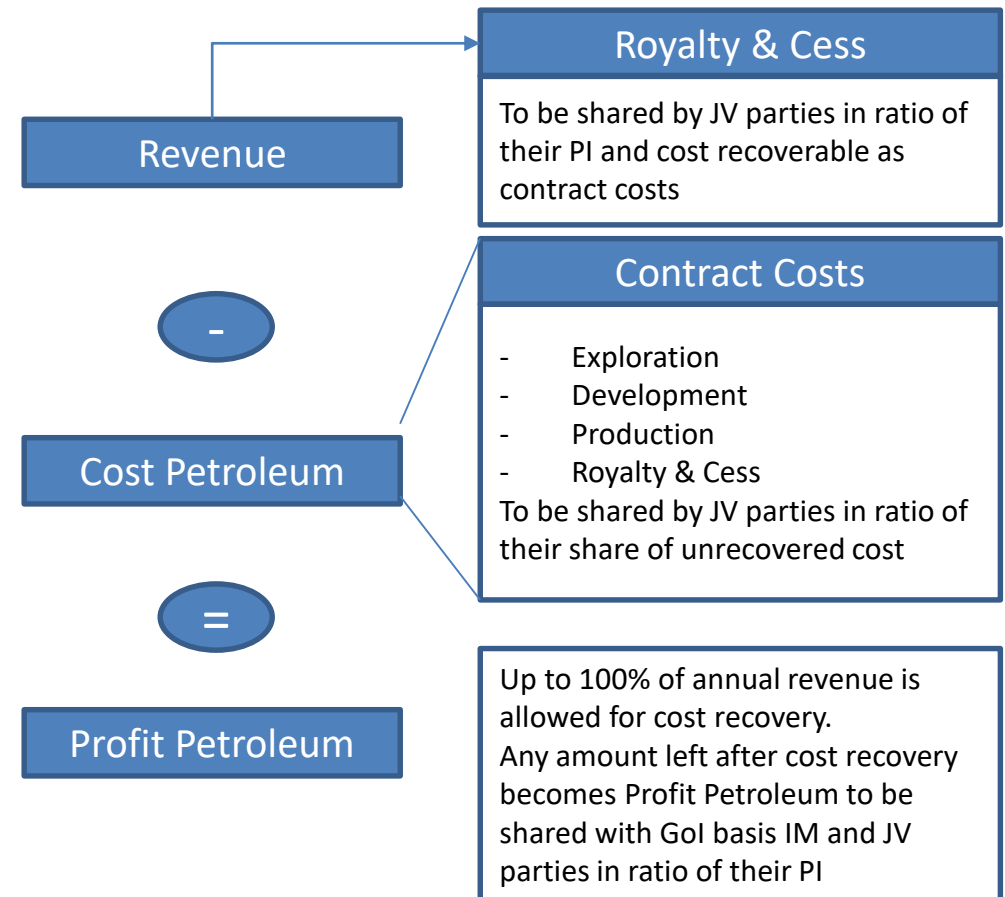 Revenue
-
Cost Petroleum
=
Profit Petroleum
Royalty & Cess
To be shared by JV parties in ratio of
their PI and cost recoverable as
contract costs
Contract Costs
- Exploration
- Development
- Production
- Royalty & Cess
To be shared by JV parties in ratio of
their share of unrecovered cost
Up to 100% of annual revenue is
allowed for cost recovery.
Any amount left after cost recovery
becomes Profit Petroleum to be
shared with GoI basis IM and JV
parties in ratio of their PI